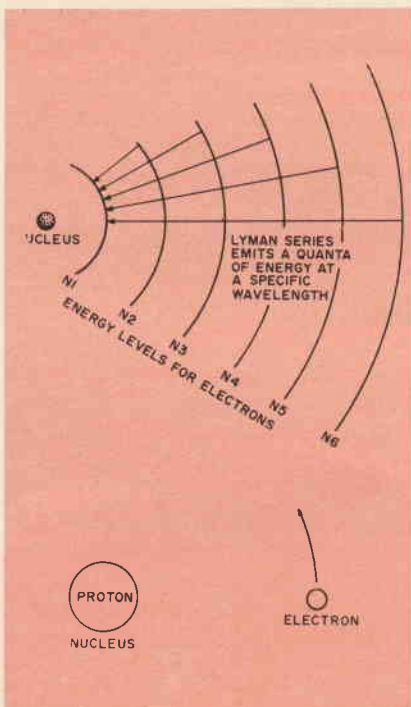 'UCLEUS
LYMAN SERIES
EMITS A QUANTA
OF ENERGY AT
A SPECIFIC
WAVELENGTH
N1
N2
N3
N4
N5
N6
ENERGY LEVELS FOR ELECTRONS
PROTON
NUCLEUS
ELECTRON